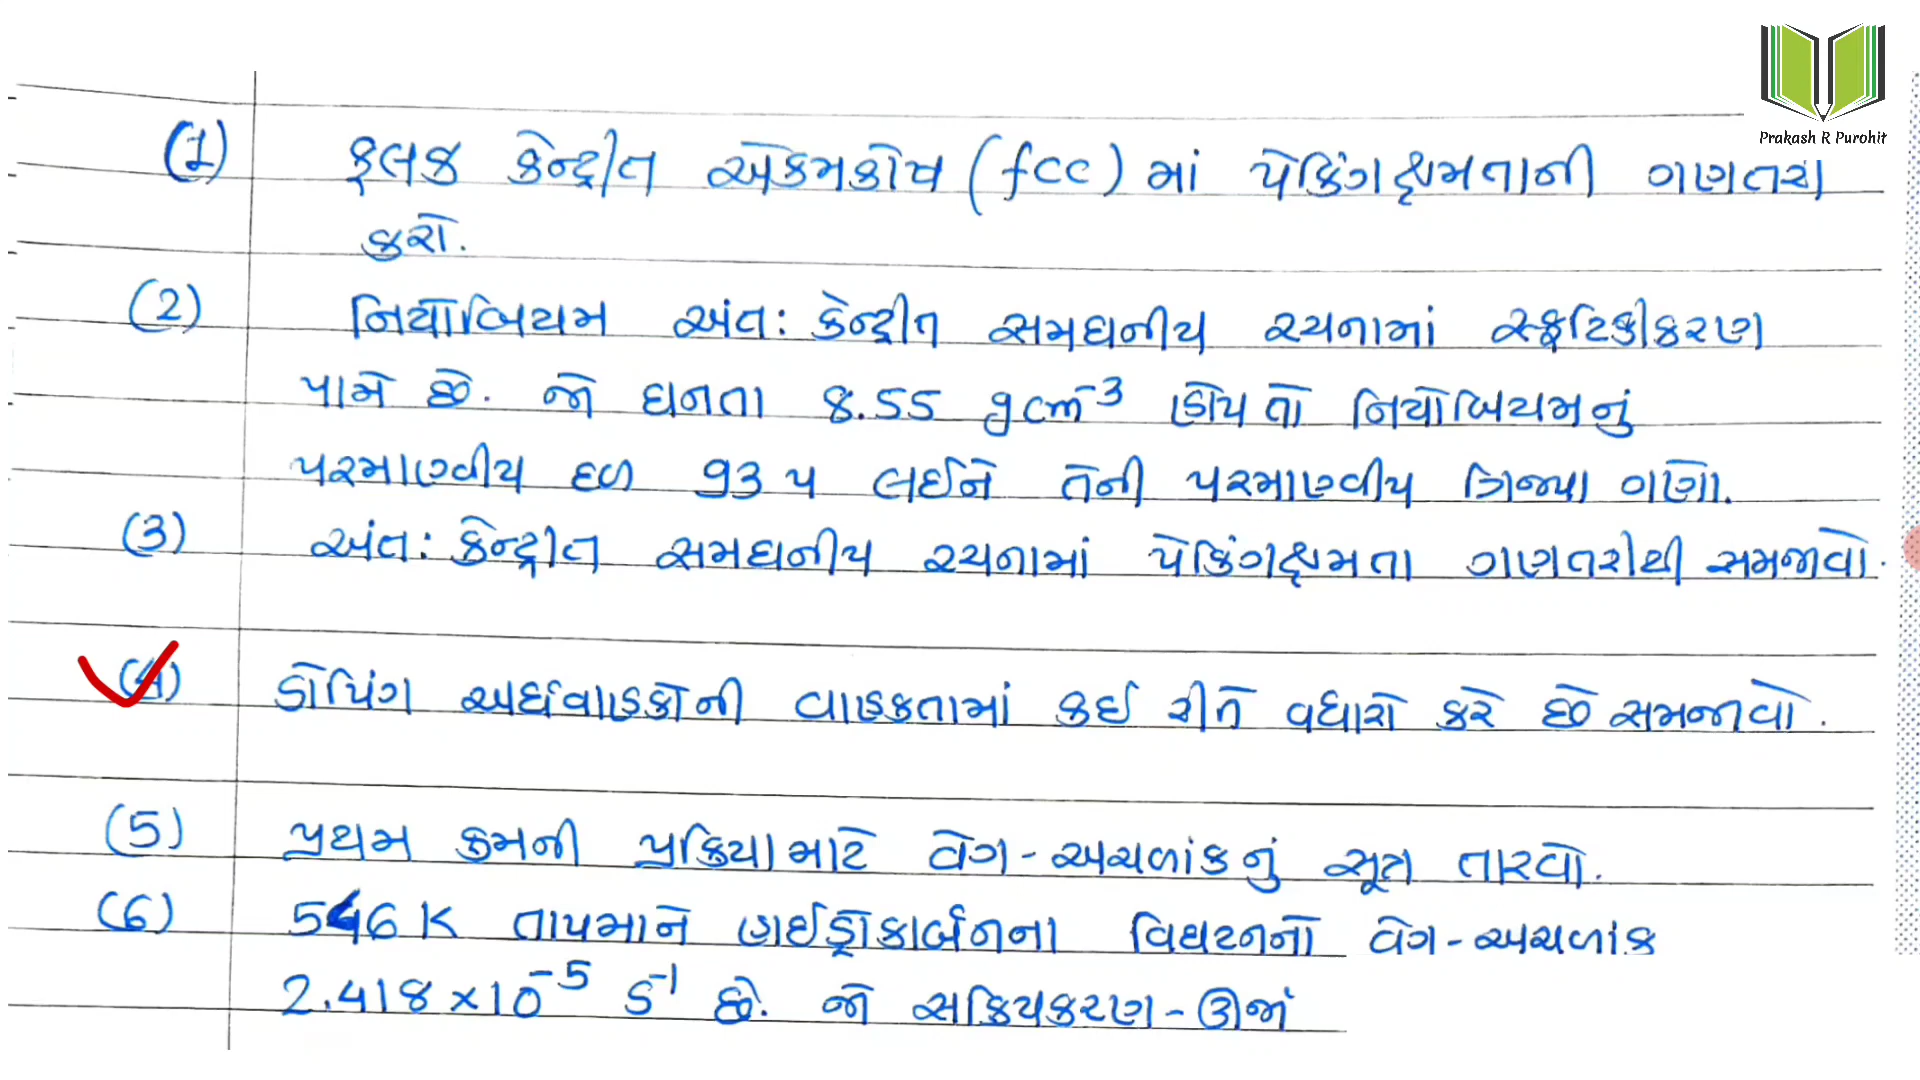 Prakash R Purohit
(1) ફલક કેન્દ્રીત એકમકોષ (fcc) માં પેકિંગક્ષમતાની ગણતરી
કરો.
(2) નિયોબિયમ અંત: કેન્દ્રીત સમઘનીય રચનામાં સ્ફટિકીકરણ
પામે છે. જો ઘનતા 8.55 gcm⁻³ હોય તો નિયોબિયમનું
પરમાણ્વીય દળ 93 પ લઈને તેની પરમાણ્વીય ત્રિજ્યા ગણો.
(3) અંત: કેન્દ્રીત સમઘનીય રચનામાં પેકિંગક્ષમતા ગણતરીથી સમજાવો.
(4) ડોપિંગ અર્ધવાહકોની વાહકતામાં કઈ રીતે વધારો કરે છે સમજાવો.
(5) પ્રથમ ક્રમની પ્રક્રિયા માટે વેગ-અચળાંકનું સૂત્ર તારવો.
(6) 546 K તાપમાને હાઈડ્રોકાર્બનના વિઘટનનો વેગ-અચળાંક
2.418 × 10⁻⁵ S⁻¹ છે. જો સક્રિયકરણ-ઊર્જા